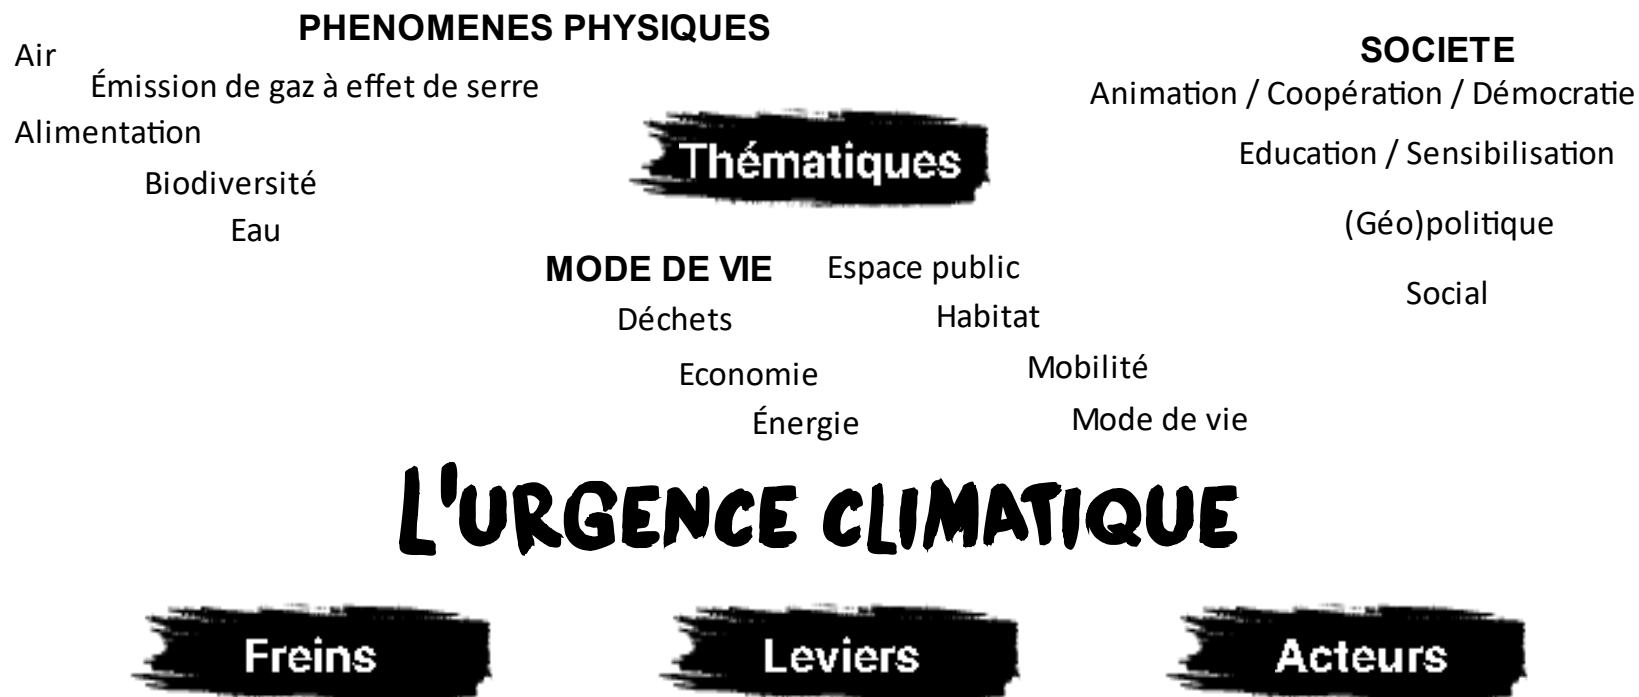 PHENOMENES PHYSIQUES
Air
Émission de gaz à effet de serre
Alimentation
Biodiversité
Eau
Thématiques
SOCIETE
Animation / Coopération / Démocratie
Education / Sensibilisation
(Géo)politique
Social
MODE DE VIE
Déchets
Economie
Énergie
Espace public
Habitat
Mobilité
Mode de vie
L'URGENCE CLIMATIQUE
Freins
Leviers
Acteurs